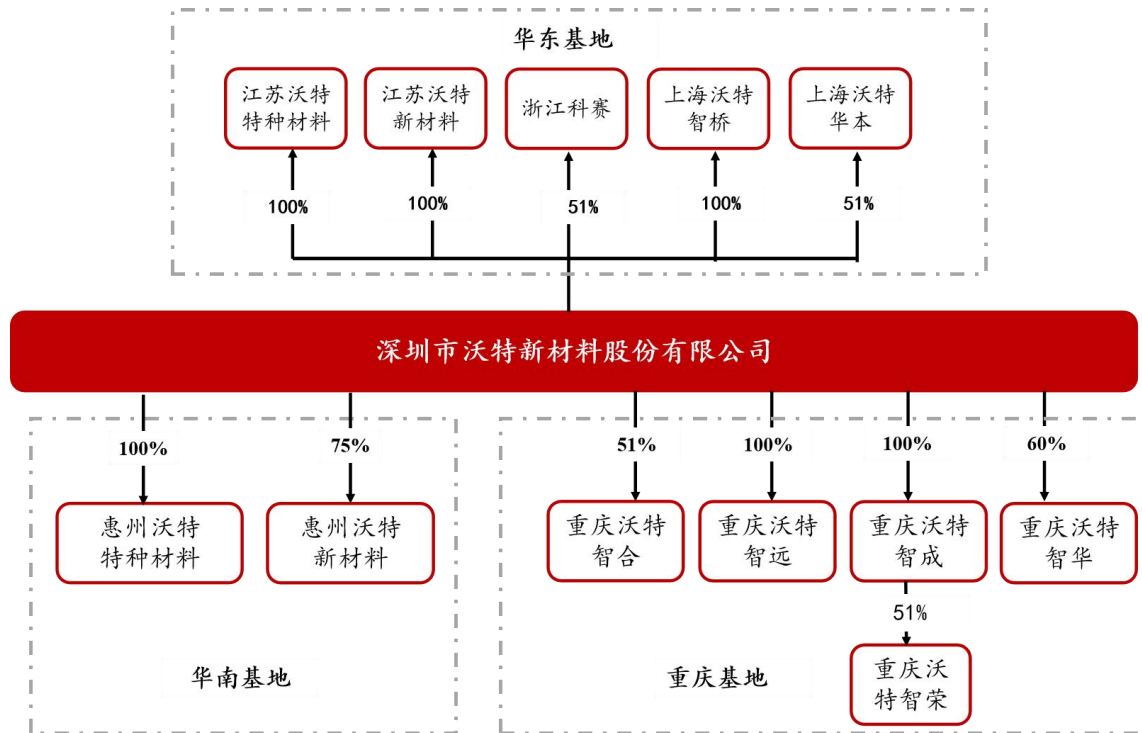 华东基地
江苏沃特
特种材料
江苏沃特
新材料
浙江科赛
上海沃特
智桥
上海沃特
华本
100%
100%
51%
100%
51%
深圳市沃特新材料股份有限公司
100%
75%
51%
100%
100%
60%
惠州沃特
特种材料
惠州沃特
新材料
重庆沃特
智合
重庆沃特
智远
重庆沃特
智成
重庆沃特
智华
51%
重庆沃
特智荣
华南基地
重庆基地